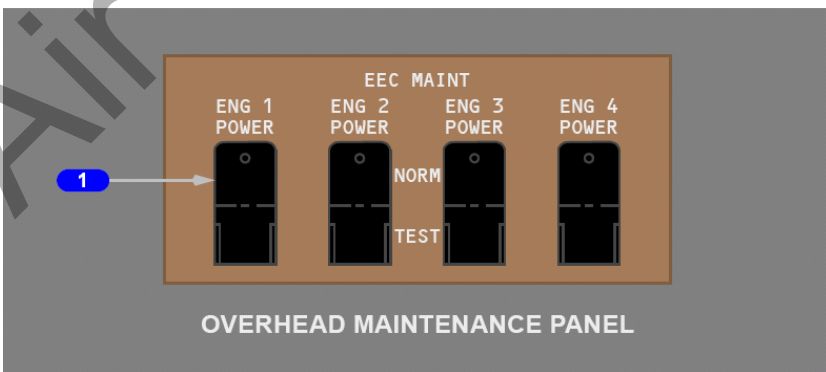 Air
EEC MAINT
ENG 1 ENG 2 ENG 3 ENG 4
POWER POWER POWER POWER
1
NORM
TEST
OVERHEAD MAINTENANCE PANEL